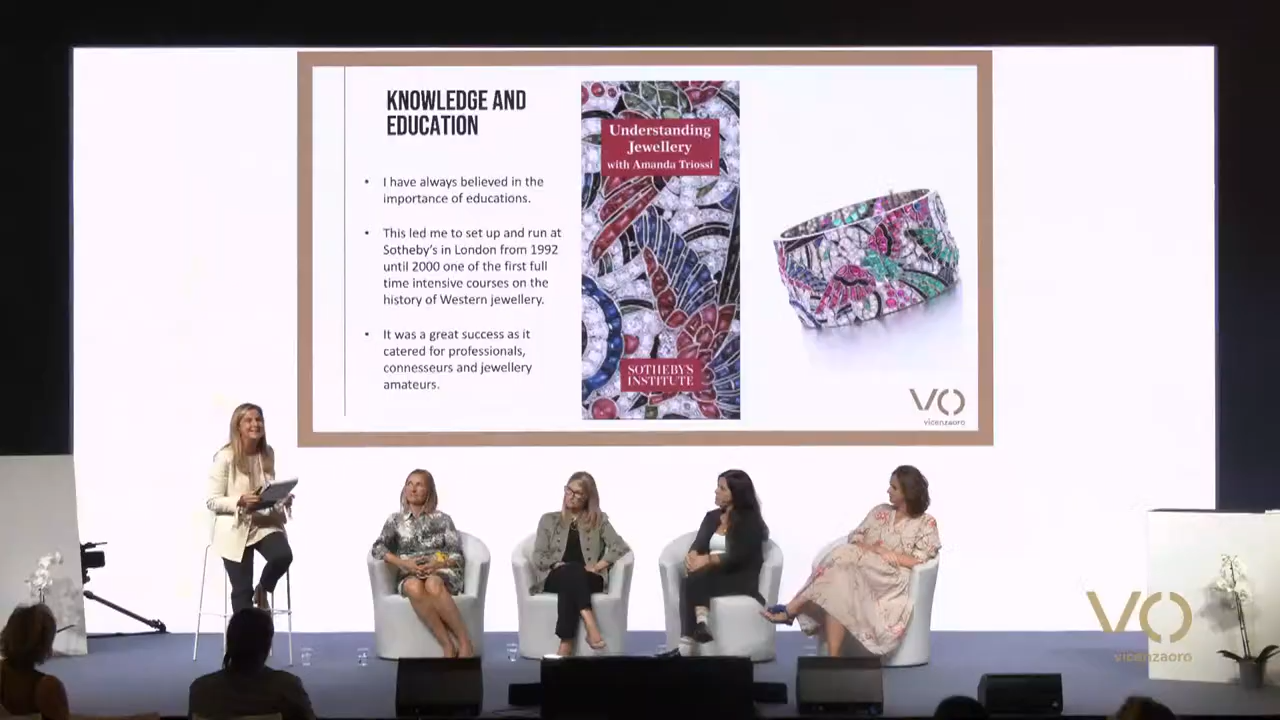 KNOWLEDGE AND
EDUCATION
• I have always believed in the
importance of educations.
• This led me to set up and run at
Sotheby's in London from 1992
until 2000 one of the first full
time intensive courses on the
history of Western jewellery.
• It was a great success as it
catered for professionals,
connesseurs and jewellery
amateurs.
Understanding
Jewellery
with Amanda Triossi
SOTHEBY'S
INSTITUTE
VO
vicenzaoro
VO
vicenzaoro